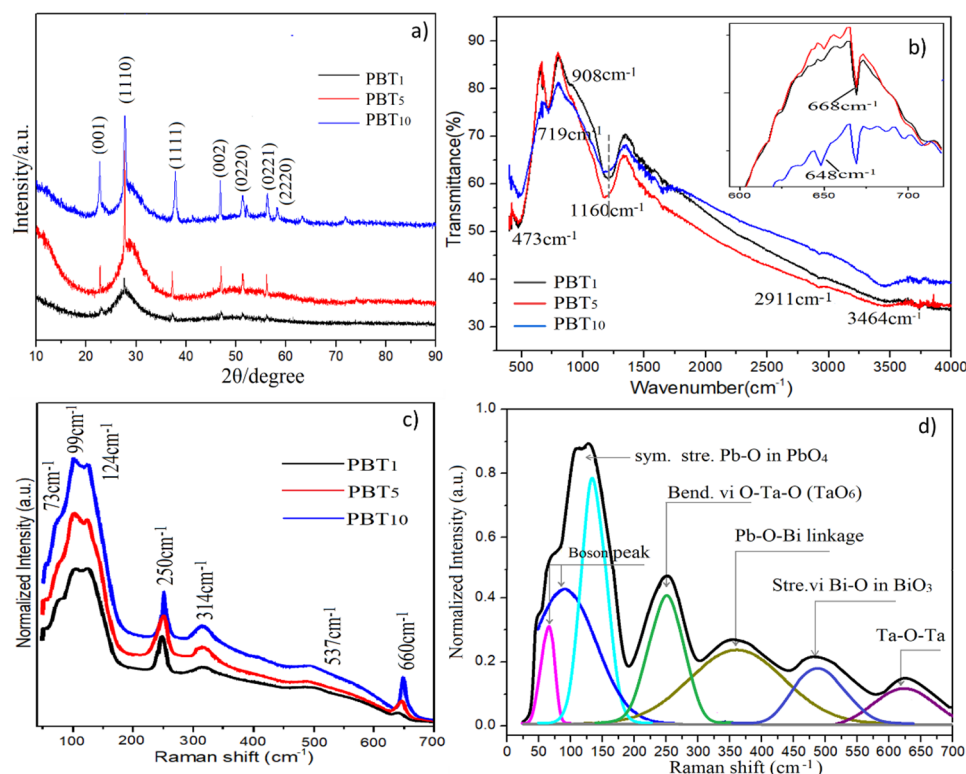 a)
PBT1
PBT5
PBT10
(001)
(1110)
(1111)
(002)
(0220)
(0221)
(2220)
Intensity/a.u.
10 20 30 40 50 60 70 80 90
2θ/degree
b)
90
80
70
60
50
40
30
Transmittance(%)
908cm-1
719cm-1
1160cm-1
473cm-1
2911cm-1
3464cm-1
668cm-1
648cm-1
600 650 700
PBT1
PBT5
PBT10
500 1000 1500 2000 2500 3000 3500 4000
Wavenumber(cm-1)
c)
73cm-1
99cm-1
124cm-1
250cm-1
314cm-1
537cm-1
660cm-1
PBT1
PBT5
PBT10
Normalized Intensity (a.u.)
100 200 300 400 500 600 700
Raman shift (cm-1)
d)
1.0
0.8
0.6
0.4
0.2
0.0
Normalized Intensity (a.u.)
sym. stre. Pb-O in PbO4
Bend. vi O-Ta-O (TaO6)
Pb-O-Bi linkage
Boson peak
Stre.vi Bi-O in BiO3
Ta-O-Ta
0 50 100 150 200 250 300 350 400 450 500 550 600 650 700
Raman shift (cm-1)